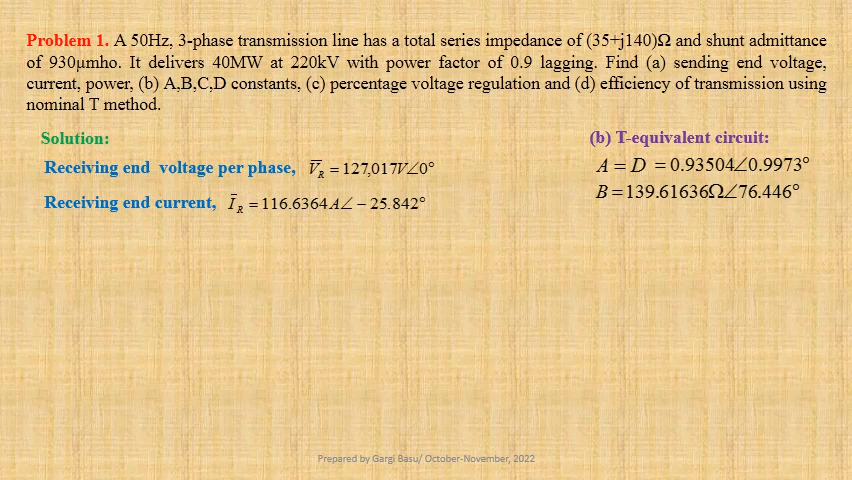 Problem 1. A 50Hz, 3-phase transmission line has a total series impedance of (35+j140)Ω and shunt admittance
of 930μmho. It delivers 40MW at 220kV with power factor of 0.9 lagging. Find (a) sending end voltage,
current, power, (b) A,B,C,D constants, (c) percentage voltage regulation and (d) efficiency of transmission using
nominal T method.
Solution:
Receiving end voltage per phase, V̅_R = 127,017V∠0°
Receiving end current, I̅_R = 116.6364A∠ − 25.842°
(b) T-equivalent circuit:
A = D = 0.93504∠0.9973°
B = 139.61636Ω∠76.446°
Prepared by Gargi Basu/ October-November, 2022